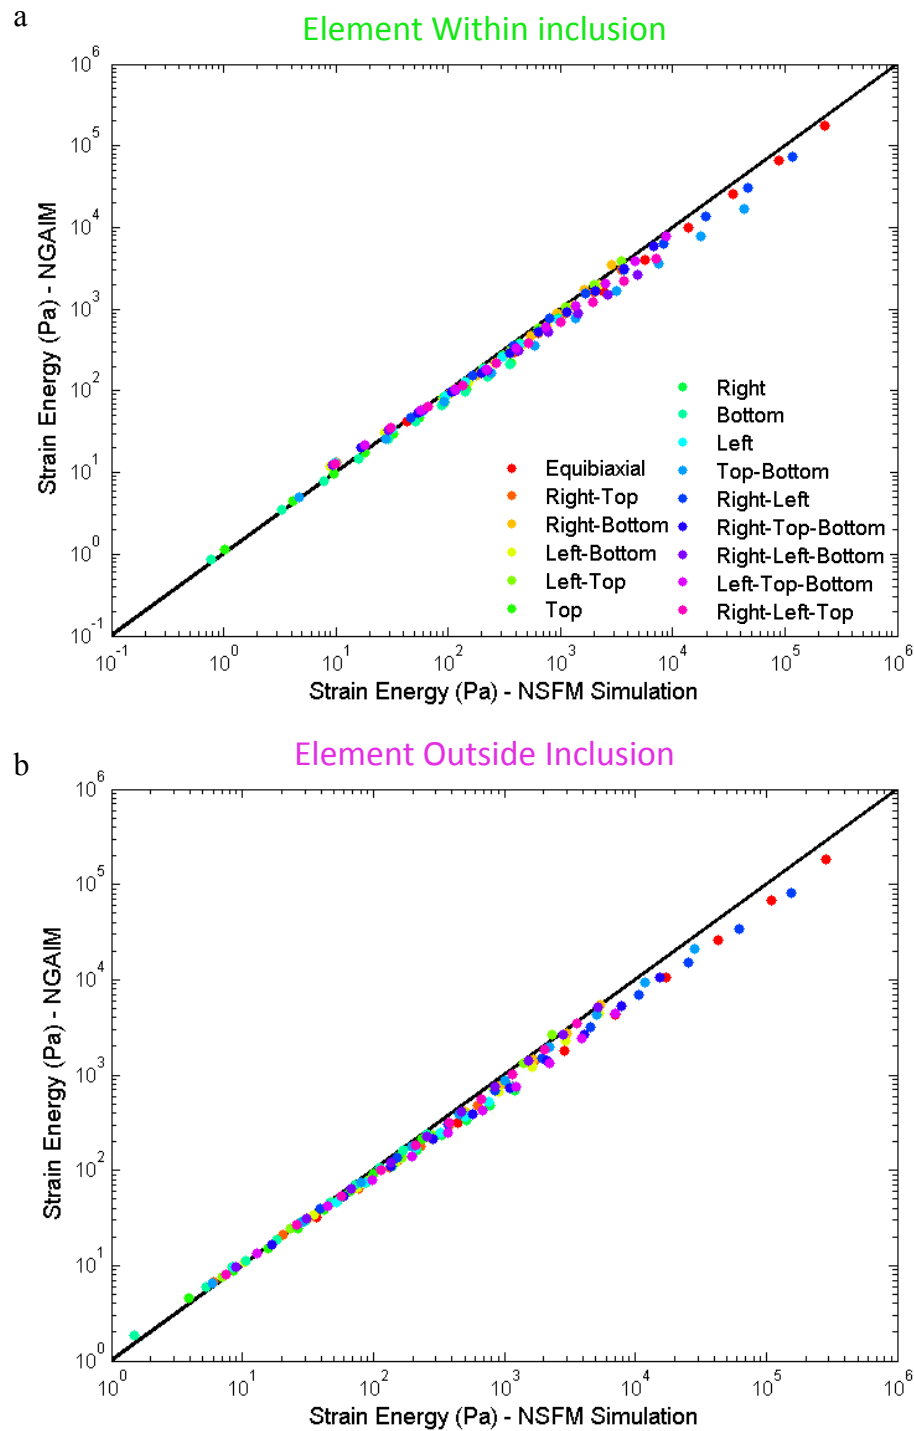 a
Element Within inclusion
10^6
10^5
10^4
10^3
10^2
10^1
10^0
10^-1
Strain Energy (Pa) - NGAIM
Equibiaxial
Right-Top
Right-Bottom
Left-Bottom
Left-Top
Top
Right
Bottom
Left
Top-Bottom
Right-Left
Right-Top-Bottom
Right-Left-Bottom
Left-Top-Bottom
Right-Left-Top
10^-1 10^0 10^1 10^2 10^3 10^4 10^5 10^6
Strain Energy (Pa) - NSFM Simulation
b
Element Outside Inclusion
10^6
10^5
10^4
10^3
10^2
10^1
10^0
Strain Energy (Pa) - NGAIM
10^0 10^1 10^2 10^3 10^4 10^5 10^6
Strain Energy (Pa) - NSFM Simulation